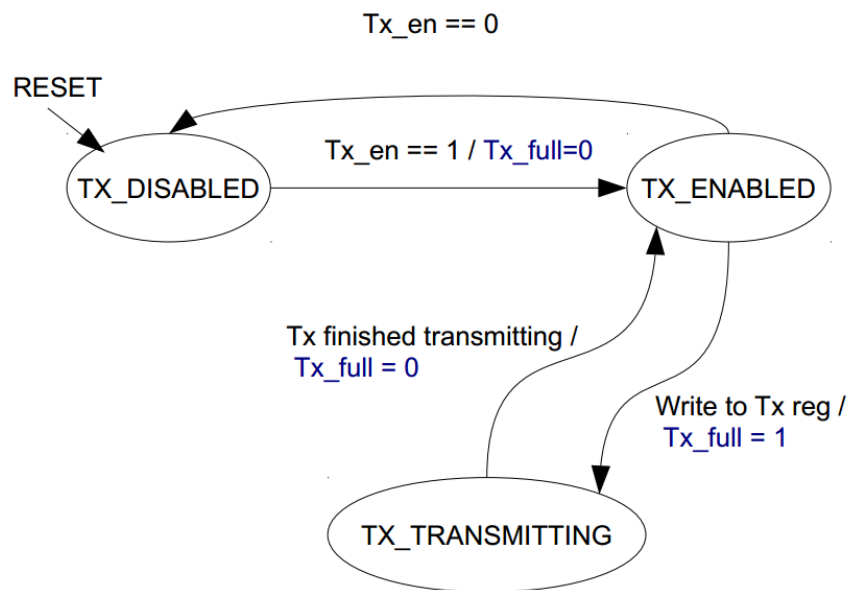 Tx_en == 0
RESET
Tx_en == 1 / Tx_full=0
TX_DISABLED
TX_ENABLED
Tx finished transmitting /
Tx_full = 0
Write to Tx reg /
Tx_full = 1
TX_TRANSMITTING